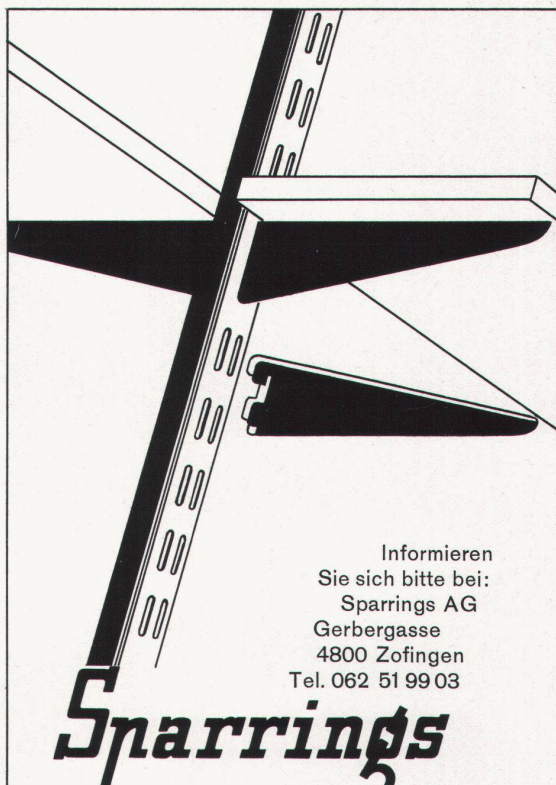 Informieren
Sie sich bitte bei:
Sparrings AG
Gerbergasse
4800 Zofingen
Tel. 062 51 99 03
Sparrings